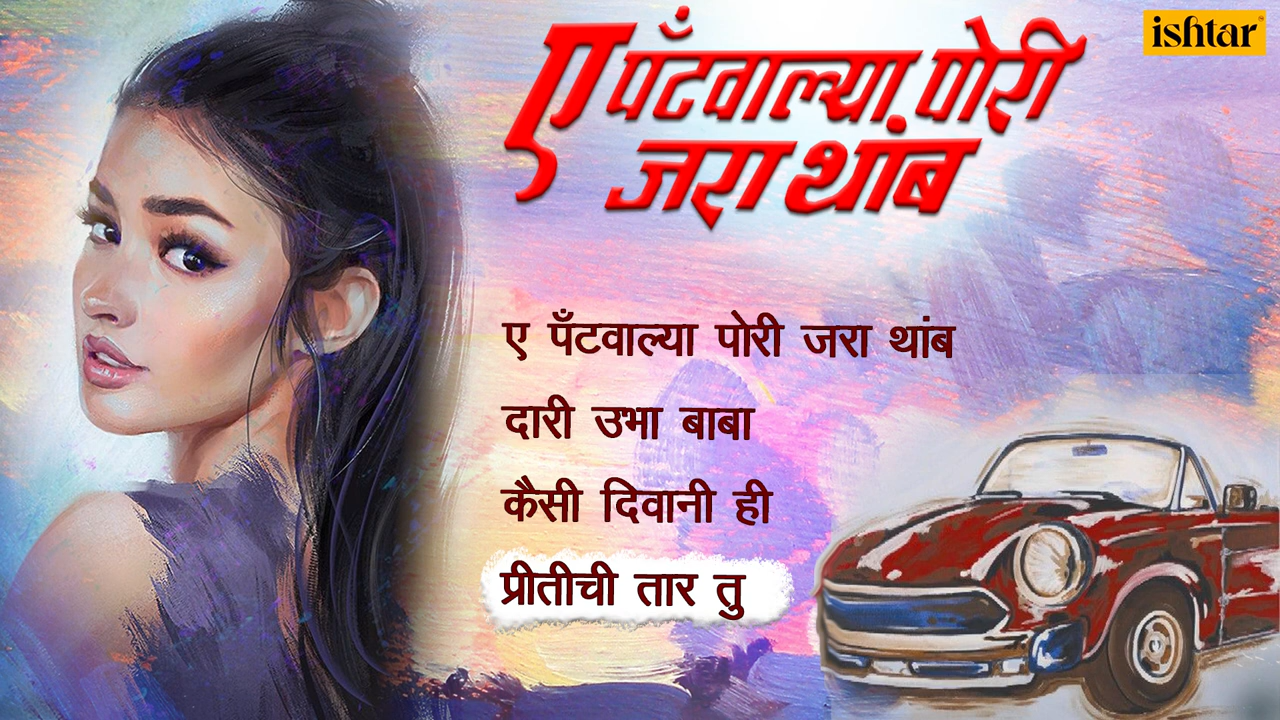 ishtar
ए पँटवाल्या पोरी
जरा थांब
ए पँटवाल्या पोरी जरा थांब
दारी उभा बाबा
कैसी दिवानी ही
प्रीतीची तार तु